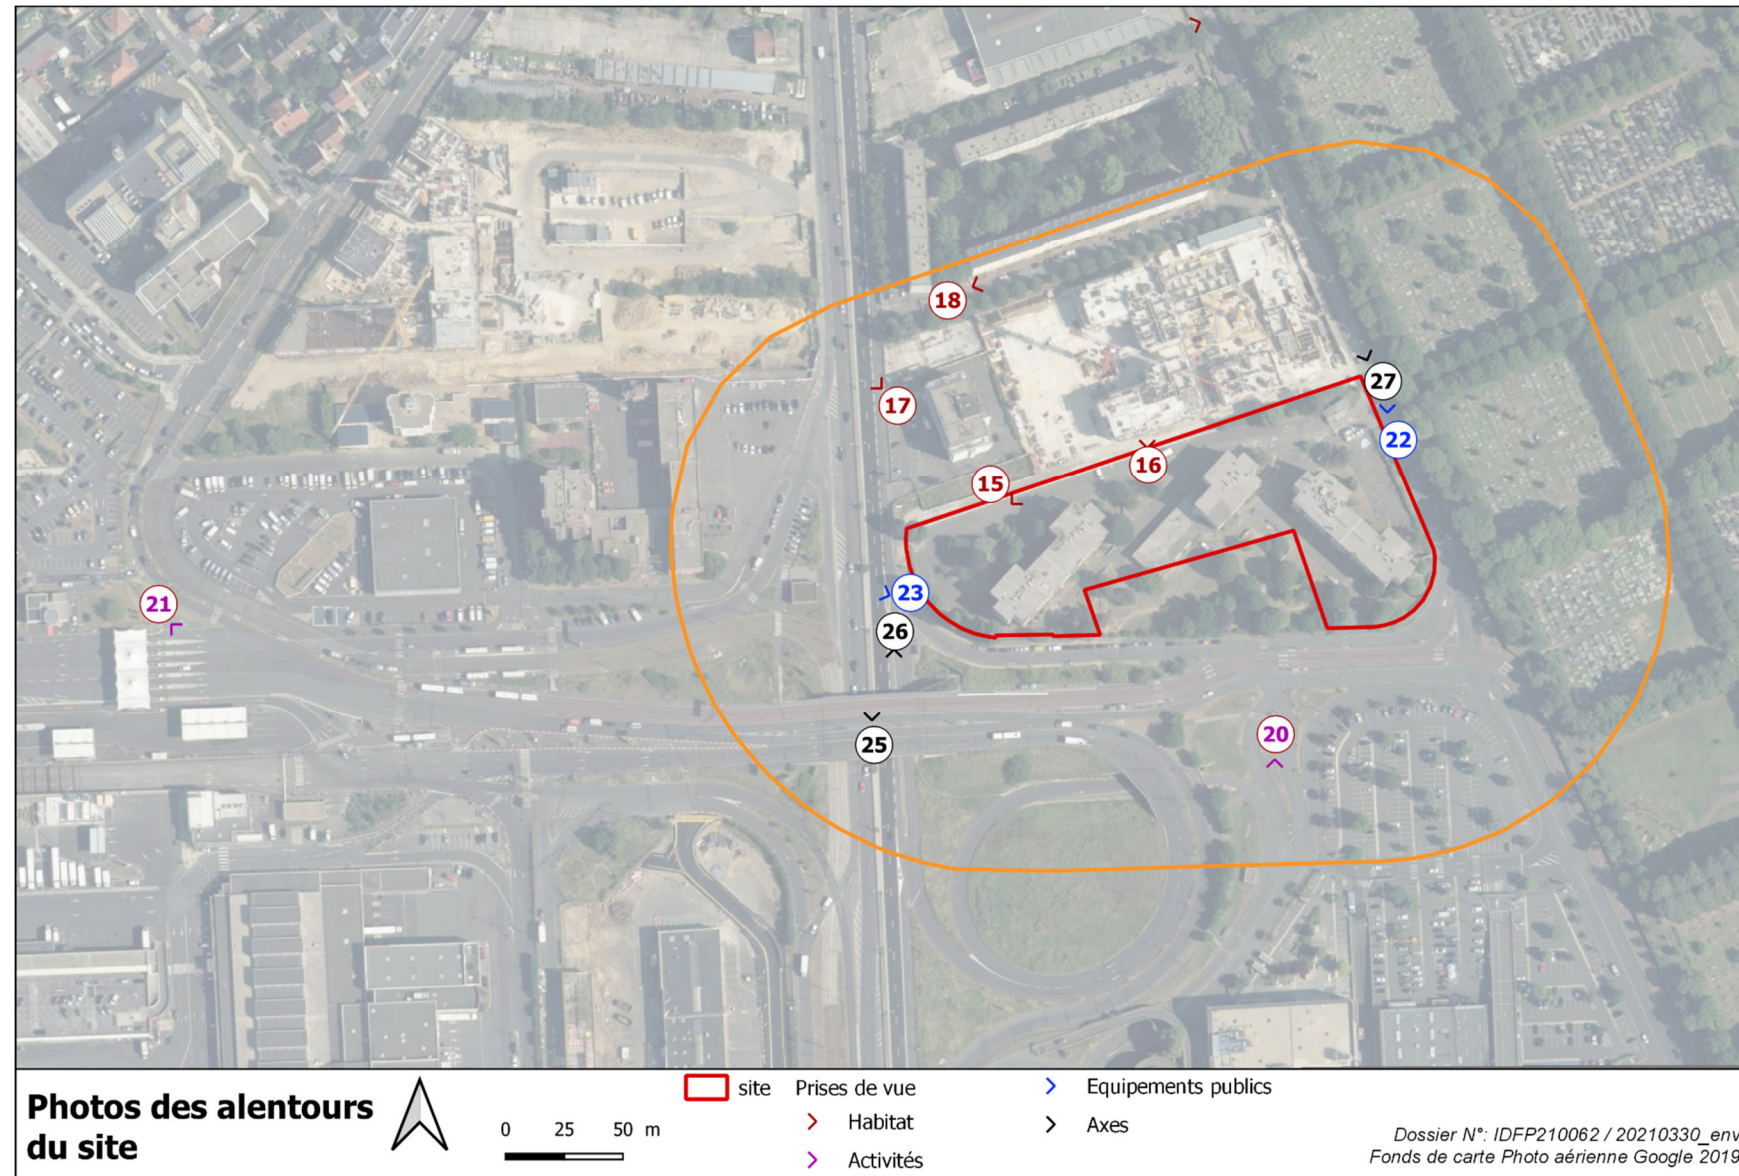 18
27
17
22
16
15
23
21
26
20
25
Photos des alentours
du site
0 25 50 m
site
Prises de vue
Habitat
Activités
Equipements publics
Axes
Dossier N°: IDFP210062 / 20210330_env
Fonds de carte Photo aérienne Google 2019